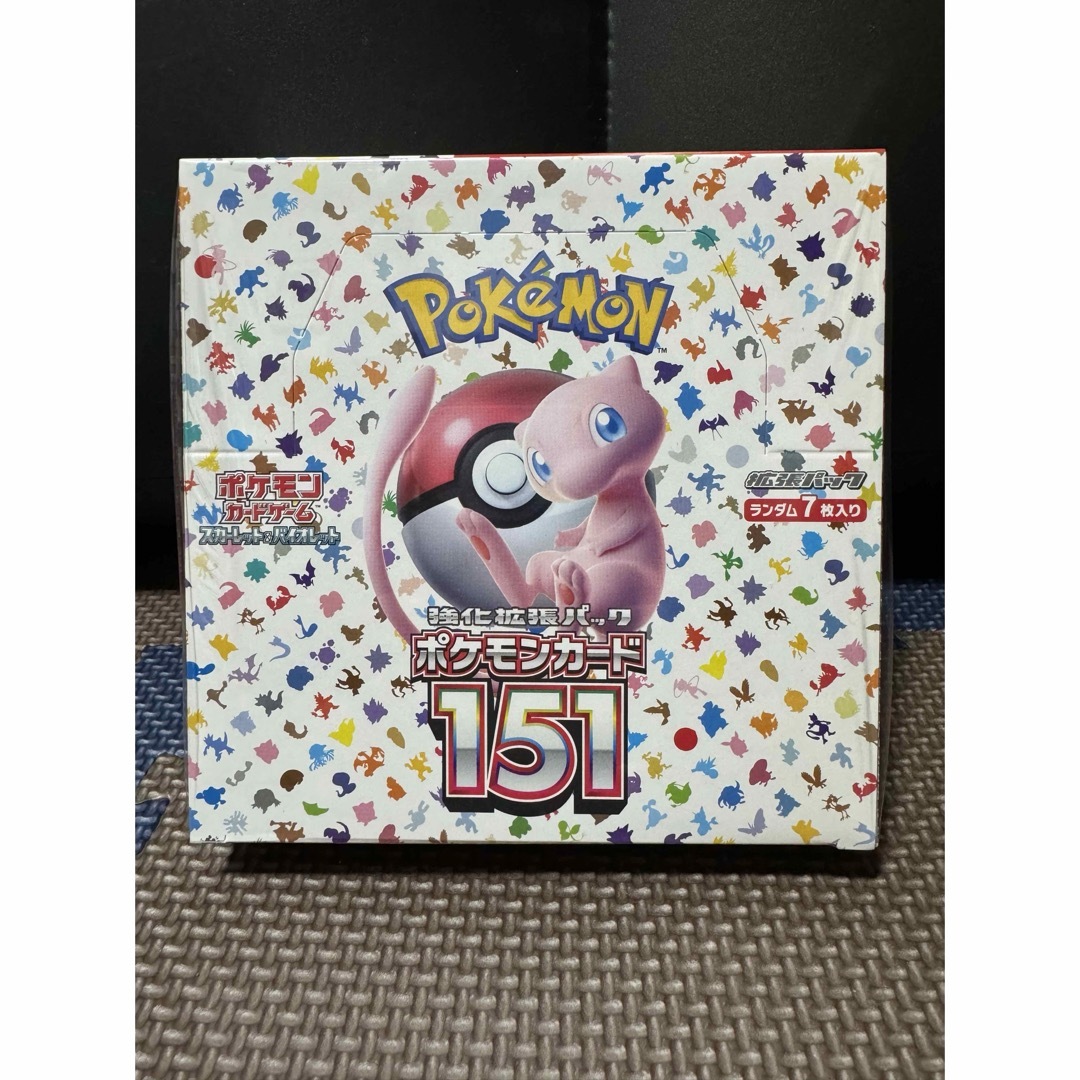 POKéMON
TM
ポケモン
カードゲーム
スカーレット&バイオレット
拡張パック
ランダム7枚入り
強化拡張パック
ポケモンカード
151